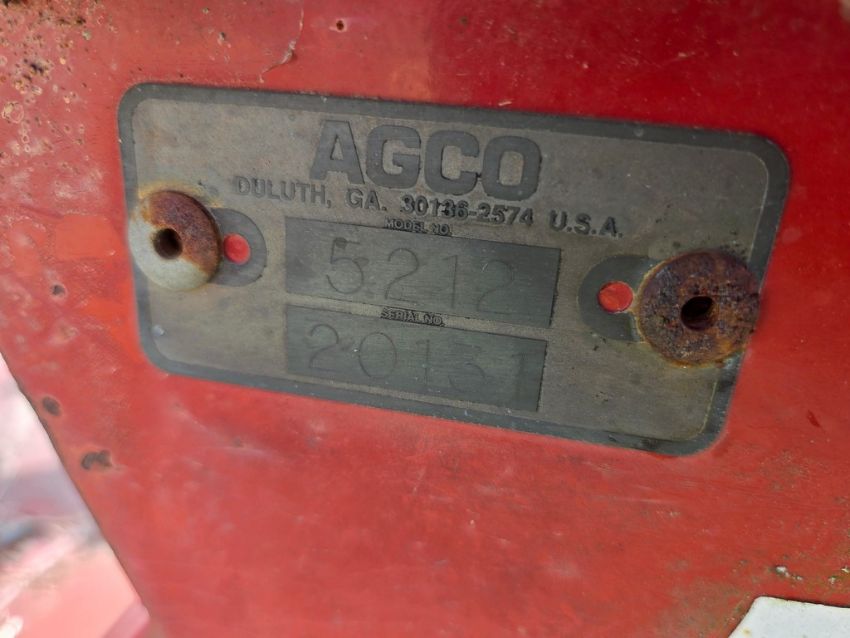 AGCO
DULUTH, GA. 30136-2574 U.S.A.
MODEL NO.
5212
SERIAL NO.
20131